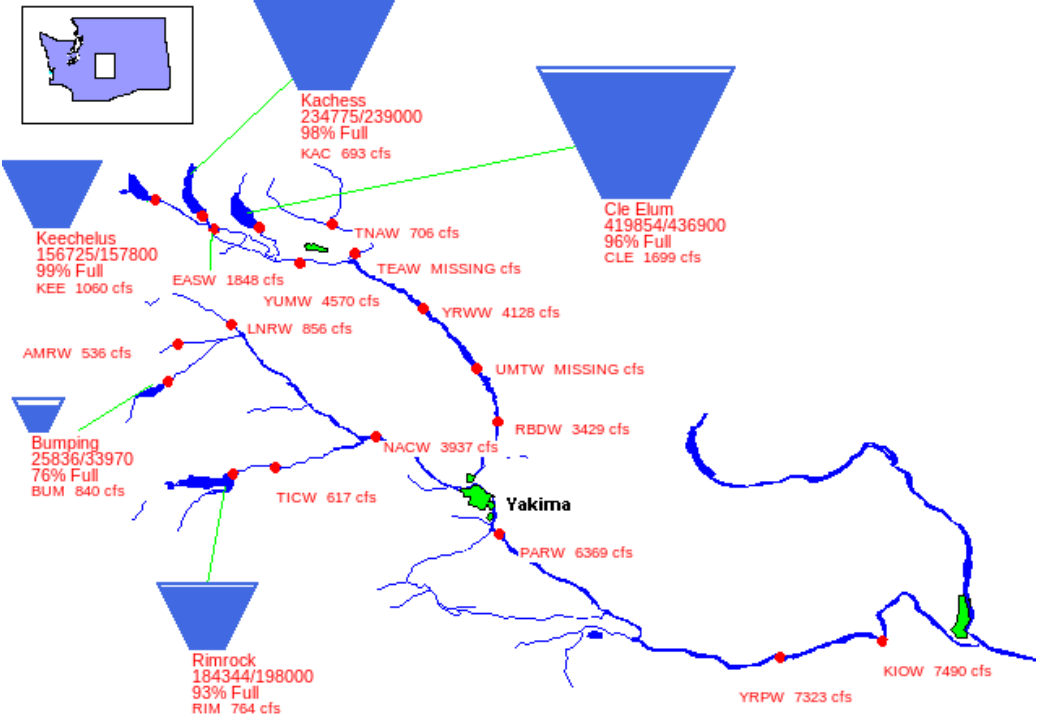 Kachess
234775/239000
98% Full
KAC 693 cfs
Cle Elum
419854/436900
96% Full
CLE 1699 cfs
Keechelus
156725/157800
99% Full
KEE 1060 cfs
TNAW 706 cfs
TEAW MISSING cfs
EASW 1848 cfs
YUMW 4570 cfs
YRWW 4128 cfs
LNRW 856 cfs
AMRW 536 cfs
UMTW MISSING cfs
Bumping
25836/33970
76% Full
BUM 840 cfs
RBDW 3429 cfs
NACW 3937 cfs
TICW 617 cfs
Yakima
PARW 6369 cfs
Rimrock
184344/198000
93% Full
RIM 764 cfs
KIOW 7490 cfs
YRPW 7323 cfs